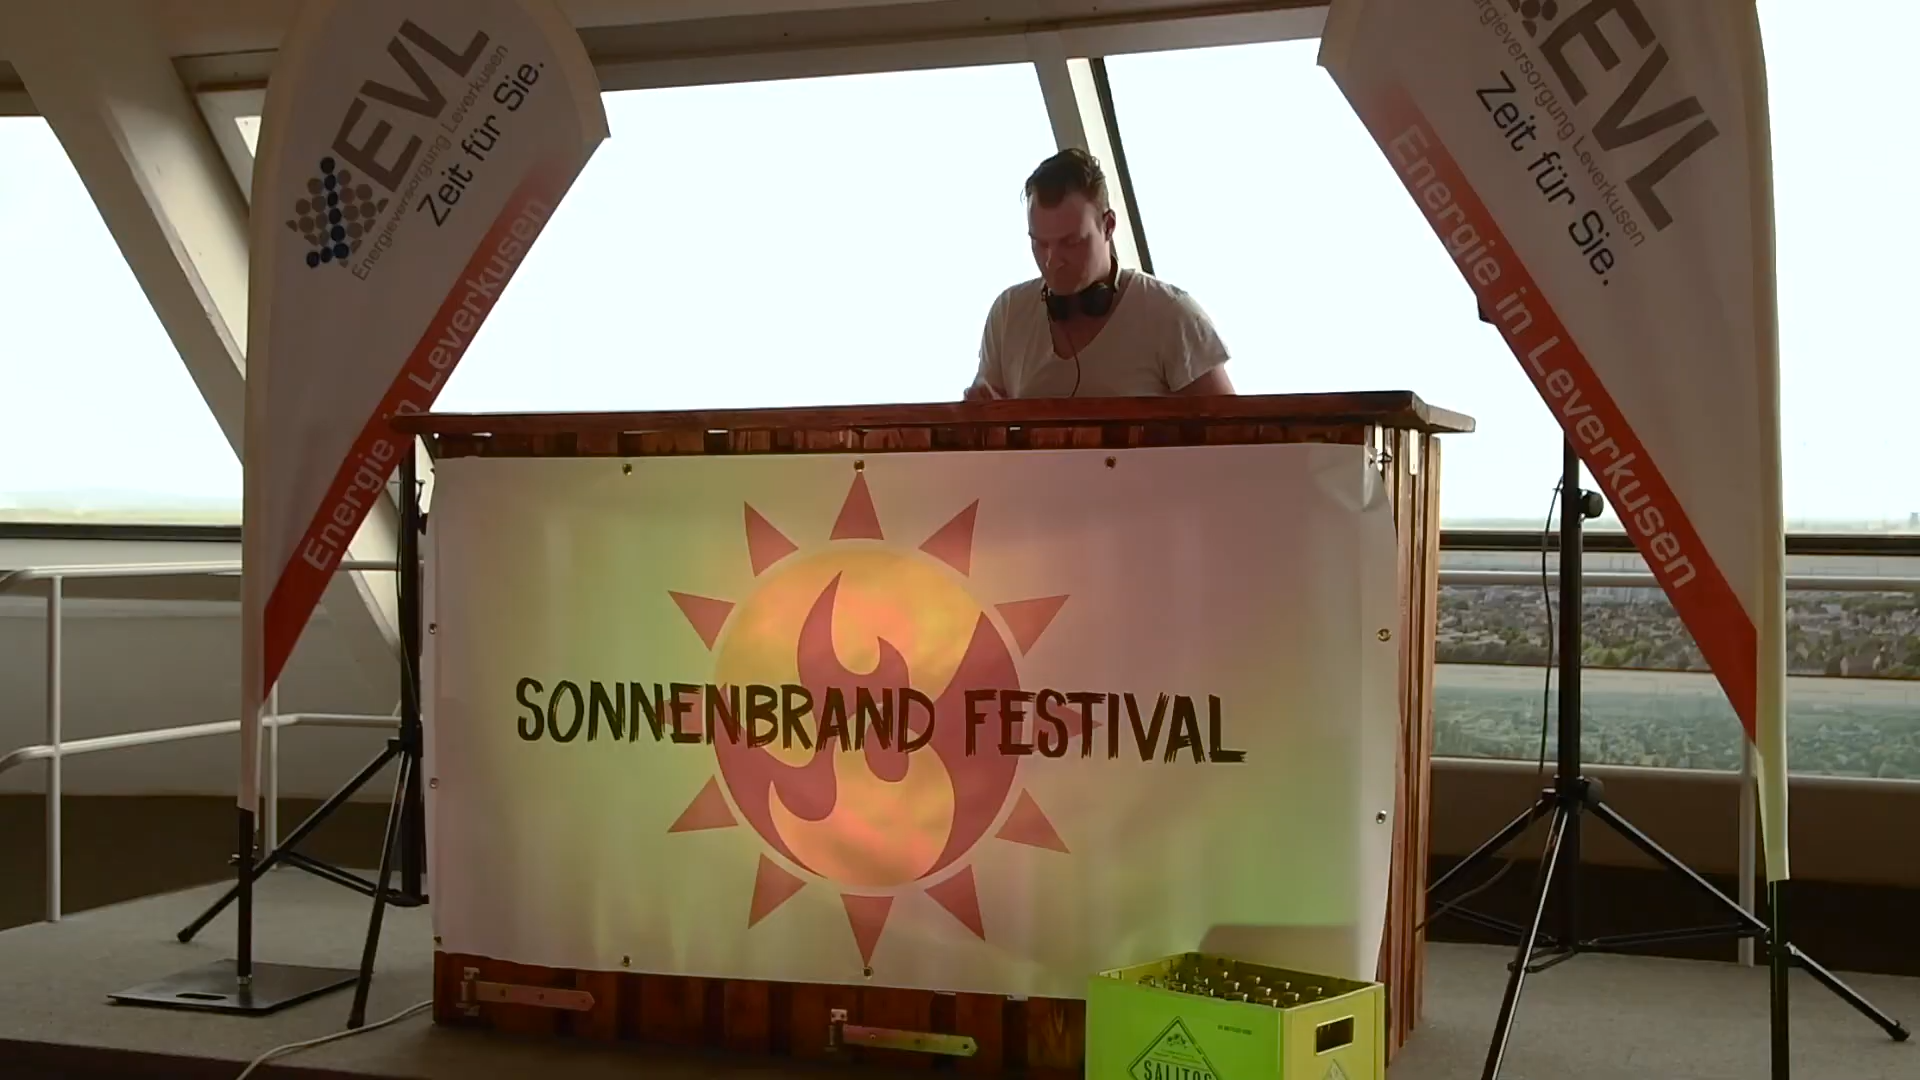 EVL
Energieversorgung Leverkusen
Zeit für Sie.
Energie in Leverkusen
EVL
Energieversorgung Leverkusen
Zeit für Sie.
Energie in Leverkusen
SONNENBRAND FESTIVAL
SALITOS